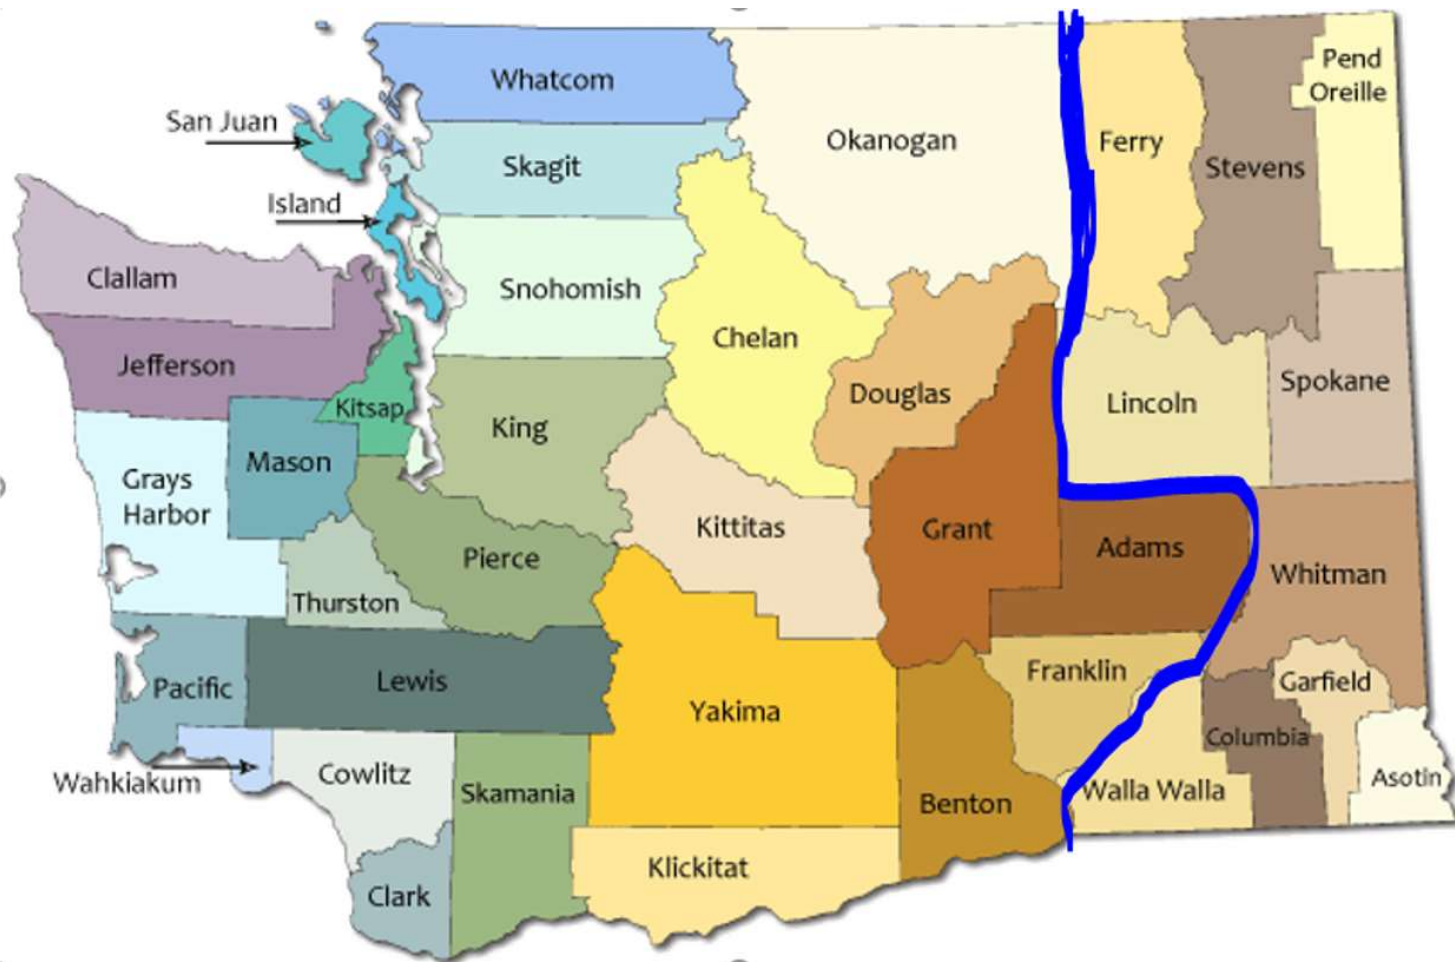 Whatcom
Pend
Oreille
San Juan
Okanogan
Ferry
Skagit
Stevens
Island
Clallam
Snohomish
Chelan
Jefferson
Spokane
Douglas
Lincoln
Kitsap
King
Mason
Grays
Harbor
Kittitas
Grant
Adams
Pierce
Whitman
Thurston
Franklin
Lewis
Garfield
Pacific
Yakima
Columbia
Cowlitz
Wahkiakum
Asotin
Skamania
Walla Walla
Benton
Klickitat
Clark